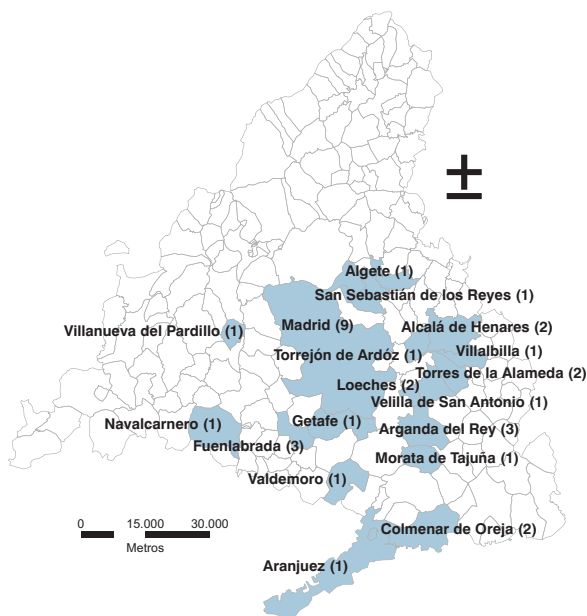 Algete (1)
San Sebastián de los Reyes (1)
Villanueva del Pardillo (1)
Madrid (9)
Alcalá de Henares (2)
Torrejón de Ardóz (1)
Villalbilla (1)
Loeches (2)
Torres de la Alameda (2)
Velilla de San Antonio (1)
Navalcarnero (1)
Getafe (1)
Arganda del Rey (3)
Fuenlabrada (3)
Morata de Tajuña (1)
Valdemoro (1)
0 15.000 30.000
Metros
Colmenar de Oreja (2)
Aranjuez (1)